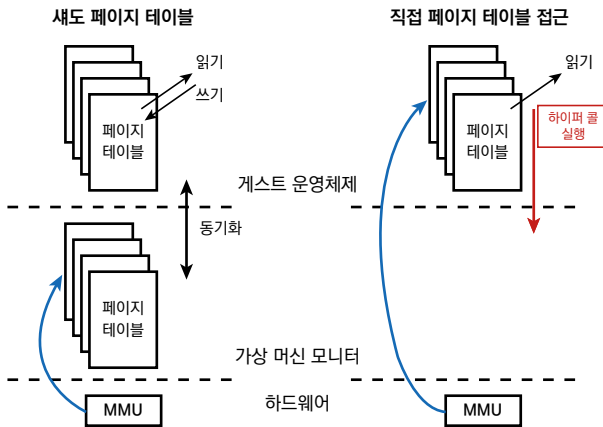 섀도 페이지 테이블
읽기
쓰기
페이지
테이블
동기화
페이지
테이블
MMU
게스트 운영체제
가상 머신 모니터
하드웨어
직접 페이지 테이블 접근
읽기
페이지
테이블
하이퍼 콜
실행
MMU